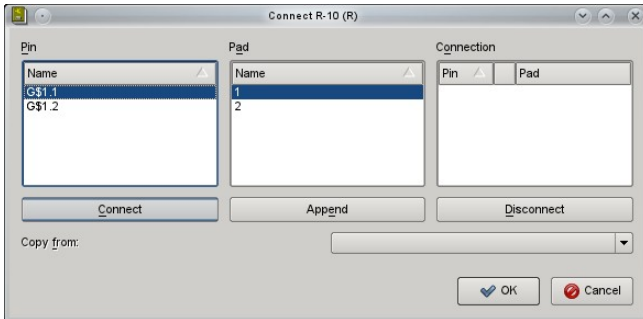 Connect R-10 (R)
Pin
Pad
Connection
Name
Name
Pin
Pad
G$1.1
1
G$1.2
2
Connect
Append
Disconnect
Copy from:
OK
Cancel